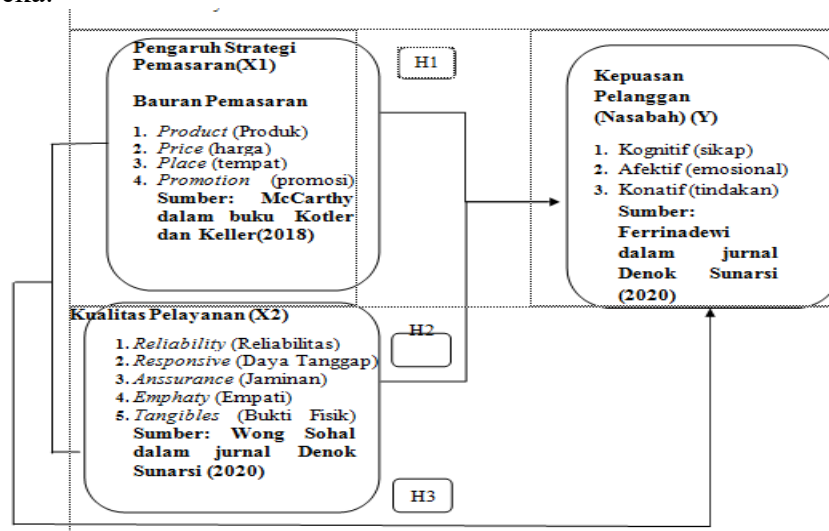 Pengaruh Strategi
Pemasaran(X1)
Bauran Pemasaran
1. Product (Produk)
2. Price (harga)
3. Place (tempat)
4. Promotion (promosi)
Sumber: McCarthy
dalam buku Kotler
dan Keller(2018)
H1
Kepuasan
Pelanggan
(Nasabah) (Y)
1. Kognitif (sikap)
2. Afektif (emosional)
3. Konatif (tindakan)
Sumber:
Ferrinadewi
dalam jurnal
Denok Sunarsi
(2020)
Kualitas Pelayanan (X2)
1. Reliability (Reliabilitas)
2. Responsive (Daya Tanggap)
3. Anssurance (Jaminan)
4. Emphaty (Empati)
5. Tangibles (Bukti Fisik)
Sumber: Wong Sohal
dalam jurnal Denok
Sunarsi (2020)
H2
H3